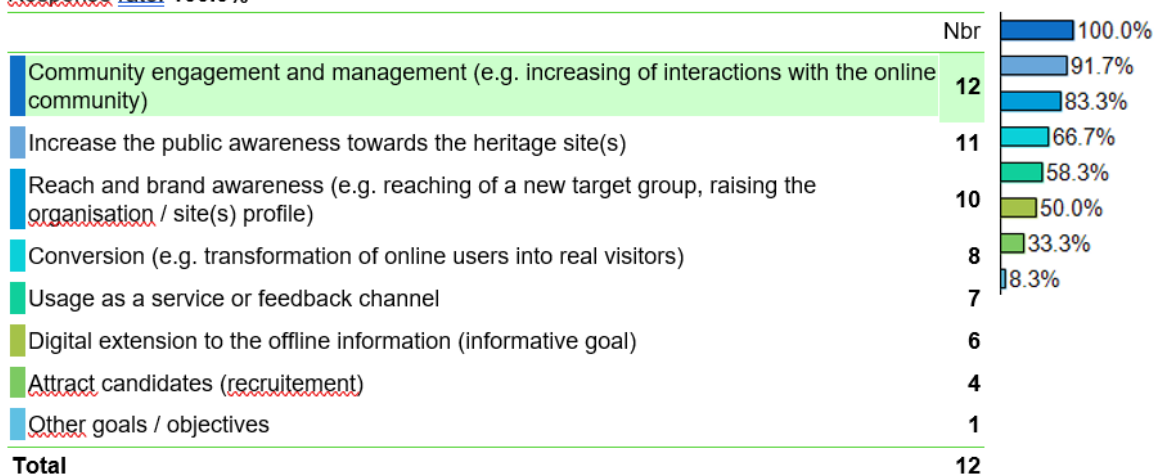 Nbr
Community engagement and management (e.g. increasing of interactions with the online
community)
12
Increase the public awareness towards the heritage site(s)
11
Reach and brand awareness (e.g. reaching of a new target group, raising the
organisation / site(s) profile)
10
Conversion (e.g. transformation of online users into real visitors)
8
Usage as a service or feedback channel
7
Digital extension to the offline information (informative goal)
6
Attract candidates (recruitement)
4
Other goals / objectives
1
Total
12
100.0%
91.7%
83.3%
66.7%
58.3%
50.0%
33.3%
8.3%